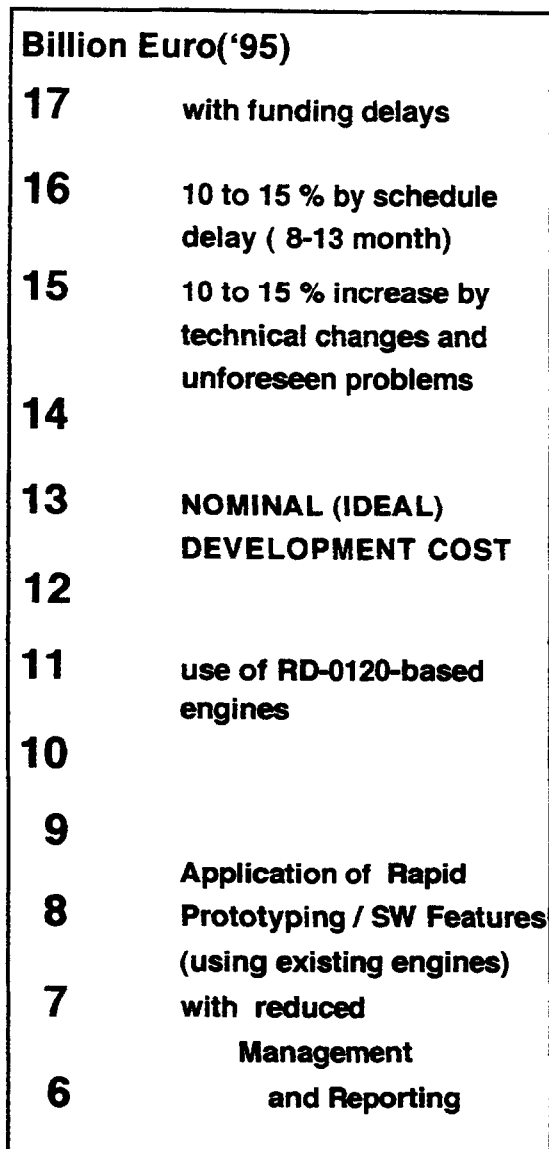 Billion Euro('95)
17 with funding delays
16 10 to 15 % by schedule
delay ( 8-13 month)
15 10 to 15 % increase by
technical changes and
unforeseen problems
14
13 NOMINAL (IDEAL)
DEVELOPMENT COST
12
11 use of RD-0120-based
engines
10
9
Application of Rapid
8 Prototyping / SW Features
(using existing engines)
7 with reduced
Management
6 and Reporting